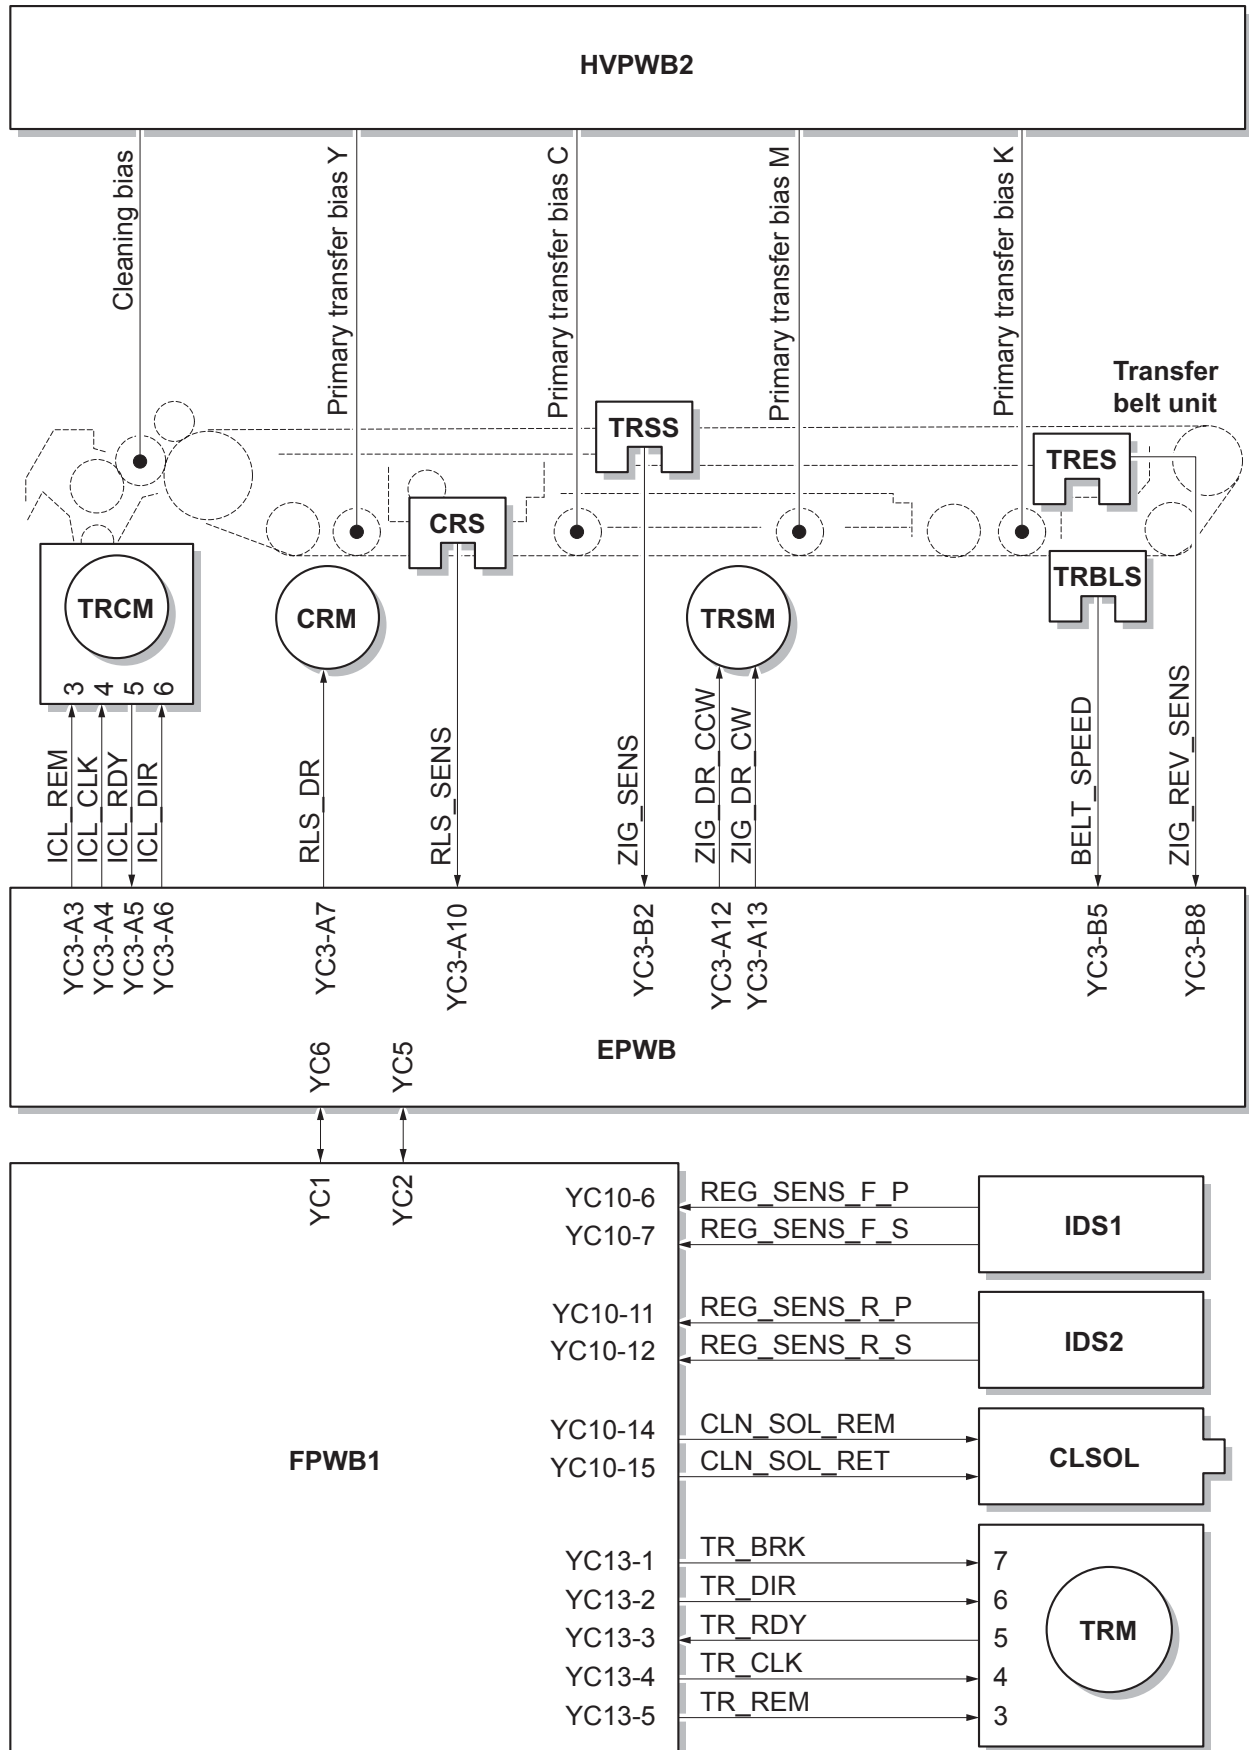 HVPWB2
Cleaning bias
Primary transfer bias Y
Primary transfer bias C
Primary transfer bias M
Primary transfer bias K
Transfer
belt unit
TRSS
TRES
CRS
TRBLS
TRCM
CRM
TRSM
3
4
5
6
ICL_REM
ICL_CLK
ICL_RDY
ICL_DIR
RLS_DR
RLS_SENS
ZIG_SENS
ZIG_DR_CCW
ZIG_DR_CW
BELT_SPEED
ZIG_REV_SENS
YC3-A3
YC3-A4
YC3-A5
YC3-A6
YC3-A7
YC3-A10
YC3-B2
YC3-A12
YC3-A13
YC3-B5
YC3-B8
EPWB
YC6
YC5
YC1
YC2
YC10-6 REG_SENS_F_P
YC10-7 REG_SENS_F_S
IDS1
YC10-11 REG_SENS_R_P
YC10-12 REG_SENS_R_S
IDS2
YC10-14 CLN_SOL_REM
YC10-15 CLN_SOL_RET
CLSOL
FPWB1
YC13-1 TR_BRK 7
YC13-2 TR_DIR 6
YC13-3 TR_RDY 5
YC13-4 TR_CLK 4
YC13-5 TR_REM 3
TRM